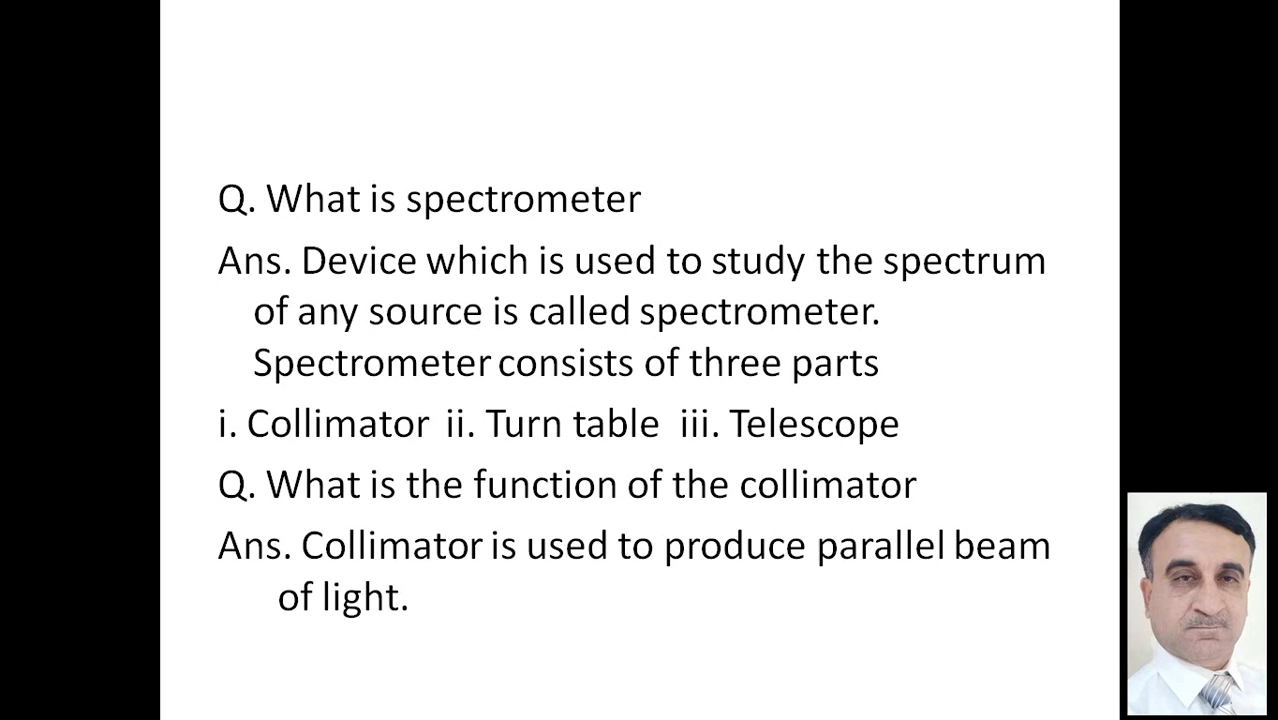 Q. What is spectrometer
Ans. Device which is used to study the spectrum
of any source is called spectrometer.
Spectrometer consists of three parts
i. Collimator ii. Turn table iii. Telescope
Q. What is the function of the collimator
Ans. Collimator is used to produce parallel beam
of light.